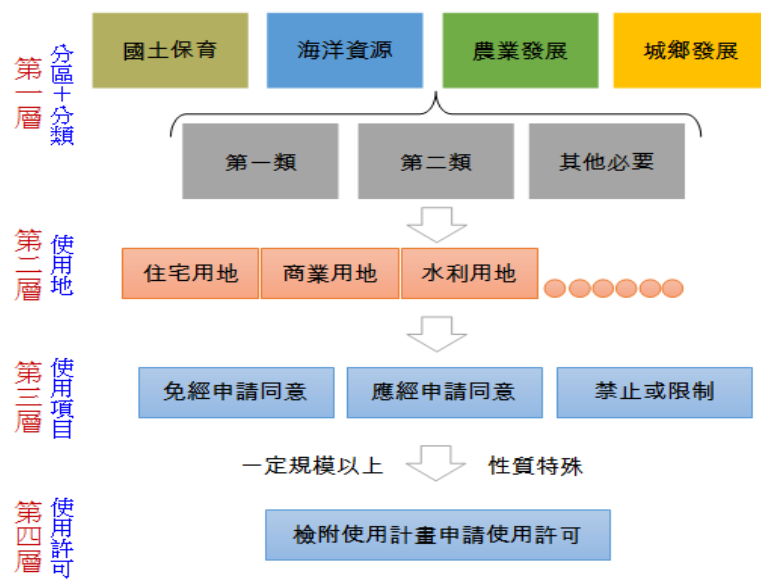 第一層
分區＋分類
國土保育
海洋資源
農業發展
城鄉發展
第一類
第二類
其他必要
第二層
使用地
住宅用地
商業用地
水利用地
第三層
使用項目
免經申請同意
應經申請同意
禁止或限制
一定規模以上
性質特殊
第四層
使用許可
檢附使用計畫申請使用許可